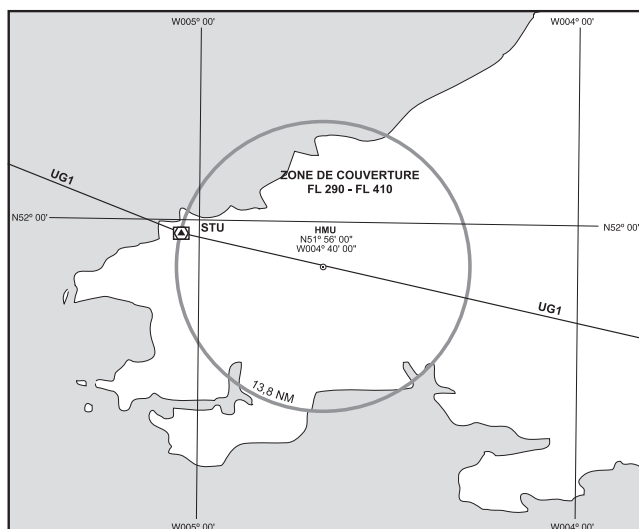 W005° 00'
W004° 00'
UG1
ZONE DE COUVERTURE
FL 290 - FL 410
N52° 00'
STU
HMU
N51° 56' 00"
W004° 40' 00"
N52° 00'
UG1
13,8 NM
W005° 00'
W004° 00'